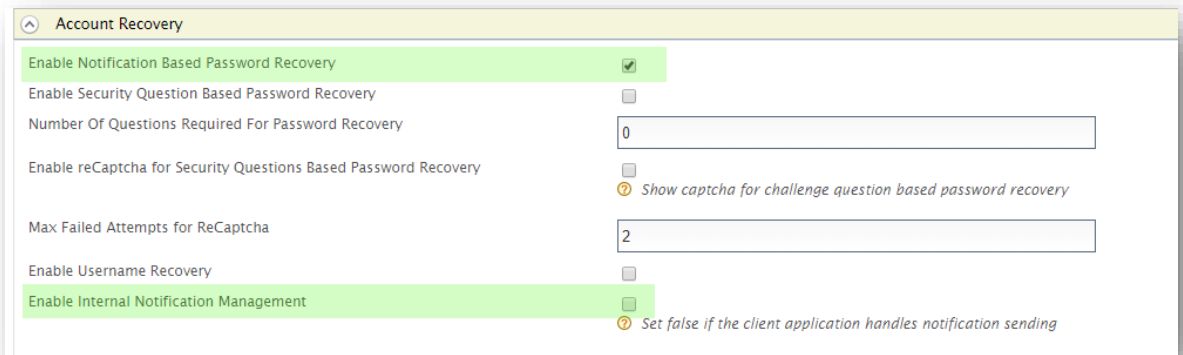 Account Recovery
Enable Notification Based Password Recovery
Enable Security Question Based Password Recovery
Number Of Questions Required For Password Recovery
0
Enable reCaptcha for Security Questions Based Password Recovery
Show captcha for challenge question based password recovery
Max Failed Attempts for ReCaptcha
2
Enable Username Recovery
Enable Internal Notification Management
Set false if the client application handles notification sending